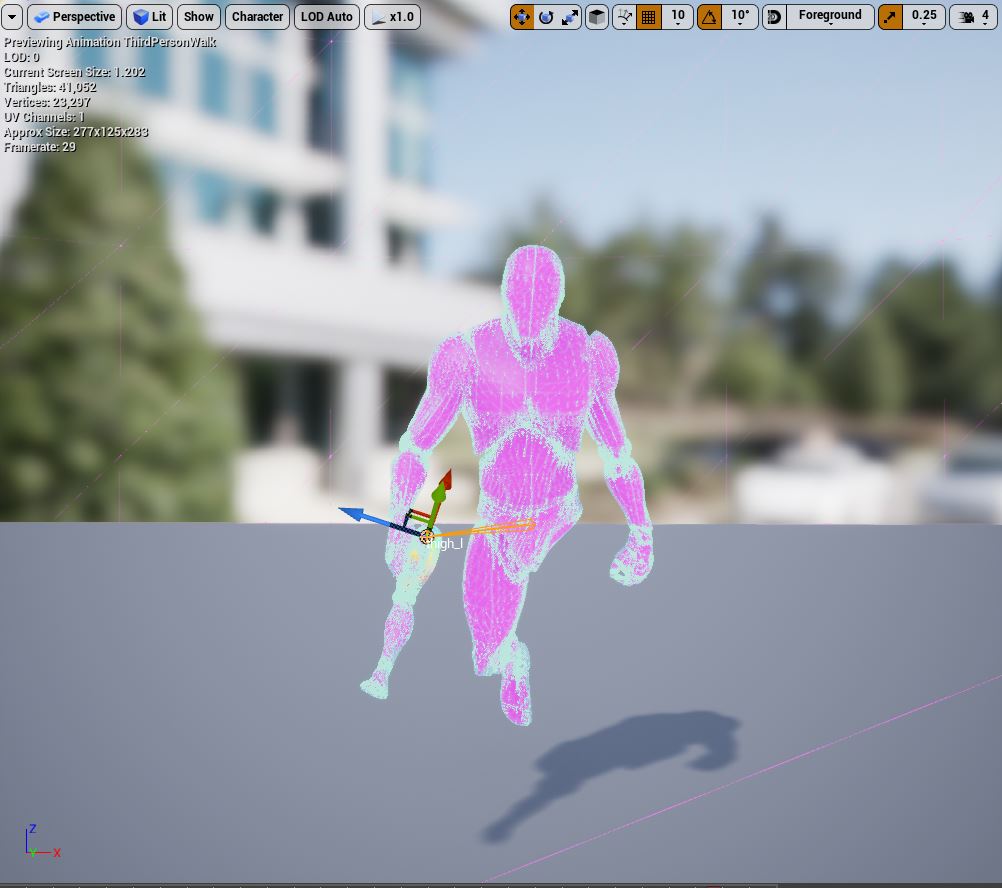 Perspective Lit Show Character LOD Auto x1.0 10 10° Foreground 0.25 4
Previewing Animation ThirdPersonWalk
LOD: 0
Current Screen Size: 1.202
Triangles: 41,052
Vertices: 23,297
UV Channels: 1
Approx Size: 277x125x283
Framerate: 29
thigh_l
Z
Y X